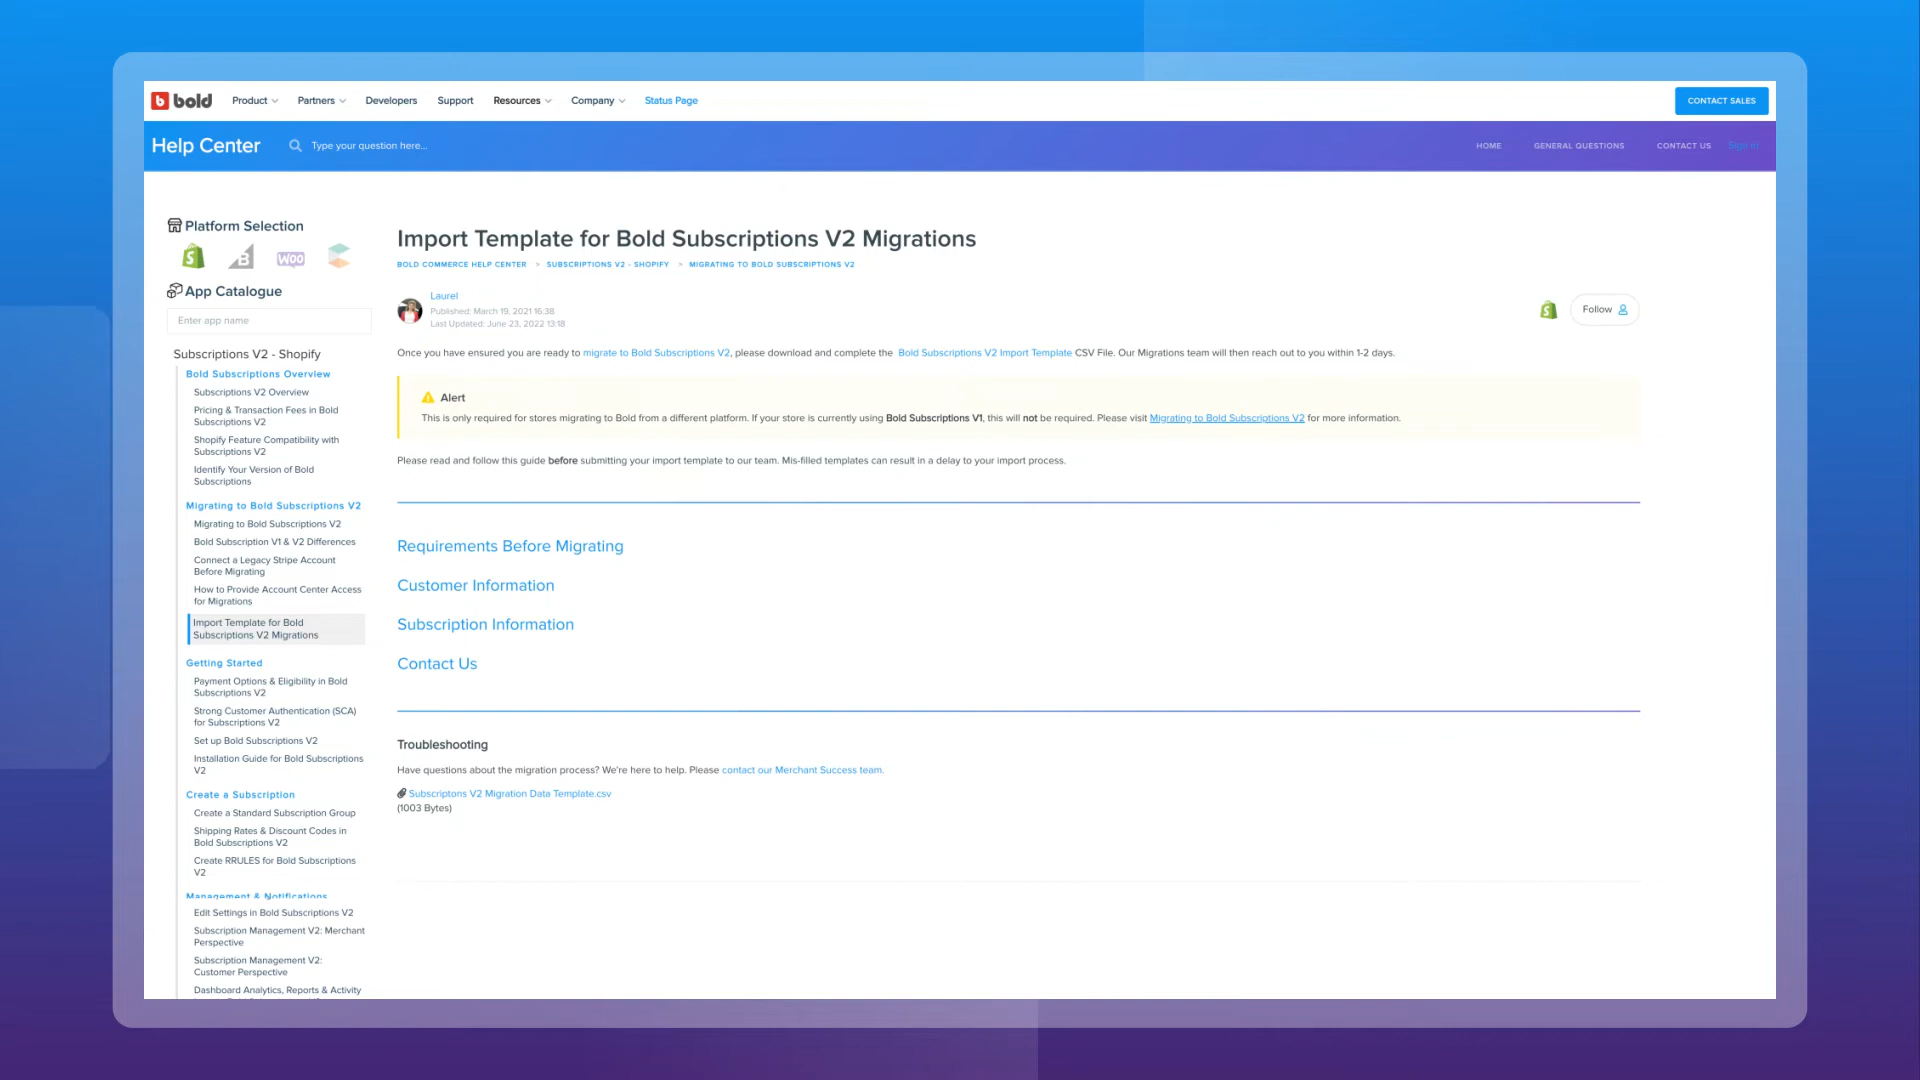 bold
Product
Partners
Developers
Support
Resources
Company
Status Page
CONTACT SALES
Help Center
Type your question here...
HOME
GENERAL QUESTIONS
CONTACT US
Sign in
Platform Selection
WOO
App Catalogue
Enter app name
Subscriptions V2 - Shopify
Bold Subscriptions Overview
Subscriptions V2 Overview
Pricing & Transaction Fees in Bold
Subscriptions V2
Shopify Feature Compatibility with
Subscriptions V2
Identify Your Version of Bold
Subscriptions
Migrating to Bold Subscriptions V2
Migrating to Bold Subscriptions V2
Bold Subscription V1 & V2 Differences
Connect a Legacy Stripe Account
Before Migrating
How to Provide Account Center Access
for Migrations
Import Template for Bold
Subscriptions V2 Migrations
Getting Started
Payment Options & Eligibility in Bold
Subscriptions V2
Strong Customer Authentication (SCA)
for Subscriptions V2
Set up Bold Subscriptions V2
Installation Guide for Bold Subscriptions
V2
Create a Subscription
Create a Standard Subscription Group
Shipping Rates & Discount Codes in
Bold Subscriptions V2
Create RRULES for Bold Subscriptions
V2
Management & Notifications
Edit Settings in Bold Subscriptions V2
Subscription Management V2: Merchant
Perspective
Subscription Management V2:
Customer Perspective
Dashboard Analytics, Reports & Activity
Import Template for Bold Subscriptions V2 Migrations
BOLD COMMERCE HELP CENTER > SUBSCRIPTIONS V2 - SHOPIFY > MIGRATING TO BOLD SUBSCRIPTIONS V2
Laurel
Published: March 19, 2021 16:38
Last Updated: June 23, 2022 13:18
Follow
Once you have ensured you are ready to migrate to Bold Subscriptions V2, please download and complete the Bold Subscriptions V2 Import Template CSV File. Our Migrations team will then reach out to you within 1-2 days.
Alert
This is only required for stores migrating to Bold from a different platform. If your store is currently using Bold Subscriptions V1, this will not be required. Please visit Migrating to Bold Subscriptions V2 for more information.
Please read and follow this guide before submitting your import template to our team. Mis-filled templates can result in a delay to your import process.
Requirements Before Migrating
Customer Information
Subscription Information
Contact Us
Troubleshooting
Have questions about the migration process? We're here to help. Please contact our Merchant Success team.
Subscriptons V2 Migration Data Template.csv
(1003 Bytes)